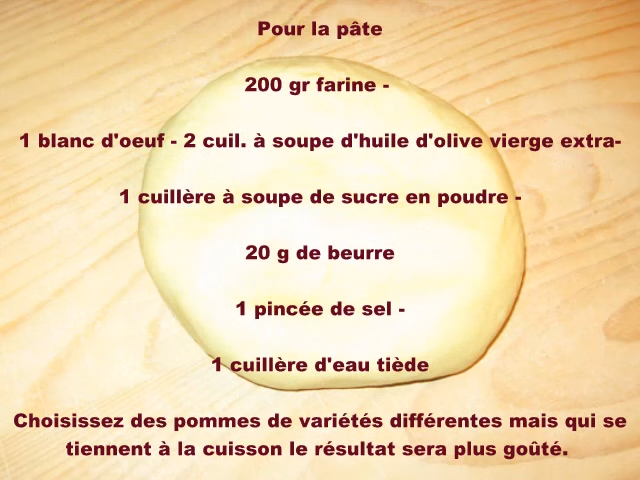 Pour la pâte
200 gr farine -
1 blanc d'oeuf - 2 cuil. à soupe d'huile d'olive vierge extra-
1 cuillère à soupe de sucre en poudre -
20 g de beurre
1 pincée de sel -
1 cuillère d'eau tiède
Choisissez des pommes de variétés différentes mais qui se
tiennent à la cuisson le résultat sera plus goûté.